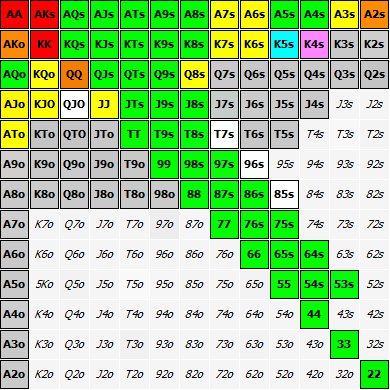 AA AKs AQs AJs ATs A9s A8s A7s A6s A5s A4s A3s A2s
AKo KK KQs KJs KTs K9s K8s K7s K6s K5s K4s K3s K2s
AQo KQo QQ QJs QTs Q9s Q8s Q7s Q6s Q5s Q4s Q3s Q2s
AJo KJO QJO JJ JTs J9s J8s J7s J6s J5s J4s J3s J2s
ATo KTo QTO JTo TT T9s T8s T7s T6s T5s T4s T3s T2s
A9o K9o Q9o J9o T9o 99 98s 97s 96s 95s 94s 93s 92s
A8o K8o Q8o J8o T8o 98o 88 87s 86s 85s 84s 83s 82s
A7o K7o Q7o J7o T7o 97o 87o 77 76s 75s 74s 73s 72s
A6o K6o Q6o J6o T6o 96o 86o 76o 66 65s 64s 63s 62s
A5o 5Ko Q5o J5o T5o 95o 85o 75o 65o 55 54s 53s 52s
A4o K4o Q4o J4o T4o 94o 84o 74o 64o 54o 44 43s 42s
A3o K3o Q3o J3o T3o 93o 83o 73o 63o 53o 43o 33 32s
A2o K2o Q2o J2o T2o 92o 82o 72o 62o 52o 42o 32o 22